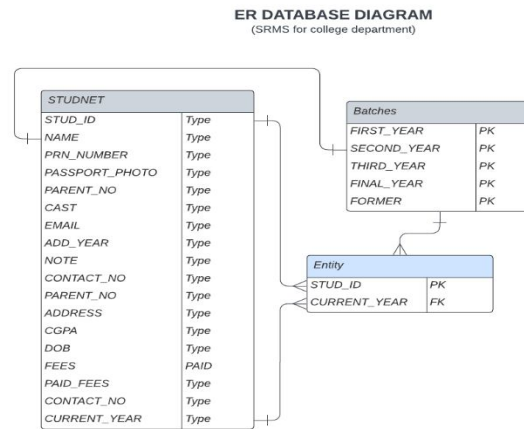 ER DATABASE DIAGRAM
(SRMS for college department)
STUDNET
STUD_ID Type
NAME Type
PRN_NUMBER Type
PASSPORT_PHOTO Type
PARENT_NO Type
CAST Type
EMAIL Type
ADD_YEAR Type
NOTE Type
CONTACT_NO Type
PARENT_NO Type
ADDRESS Type
CGPA Type
DOB Type
FEES PAID
PAID_FEES Type
CONTACT_NO Type
CURRENT_YEAR Type
Batches
FIRST_YEAR PK
SECOND_YEAR PK
THIRD_YEAR PK
FINAL_YEAR PK
FORMER PK
Entity
STUD_ID PK
CURRENT_YEAR FK